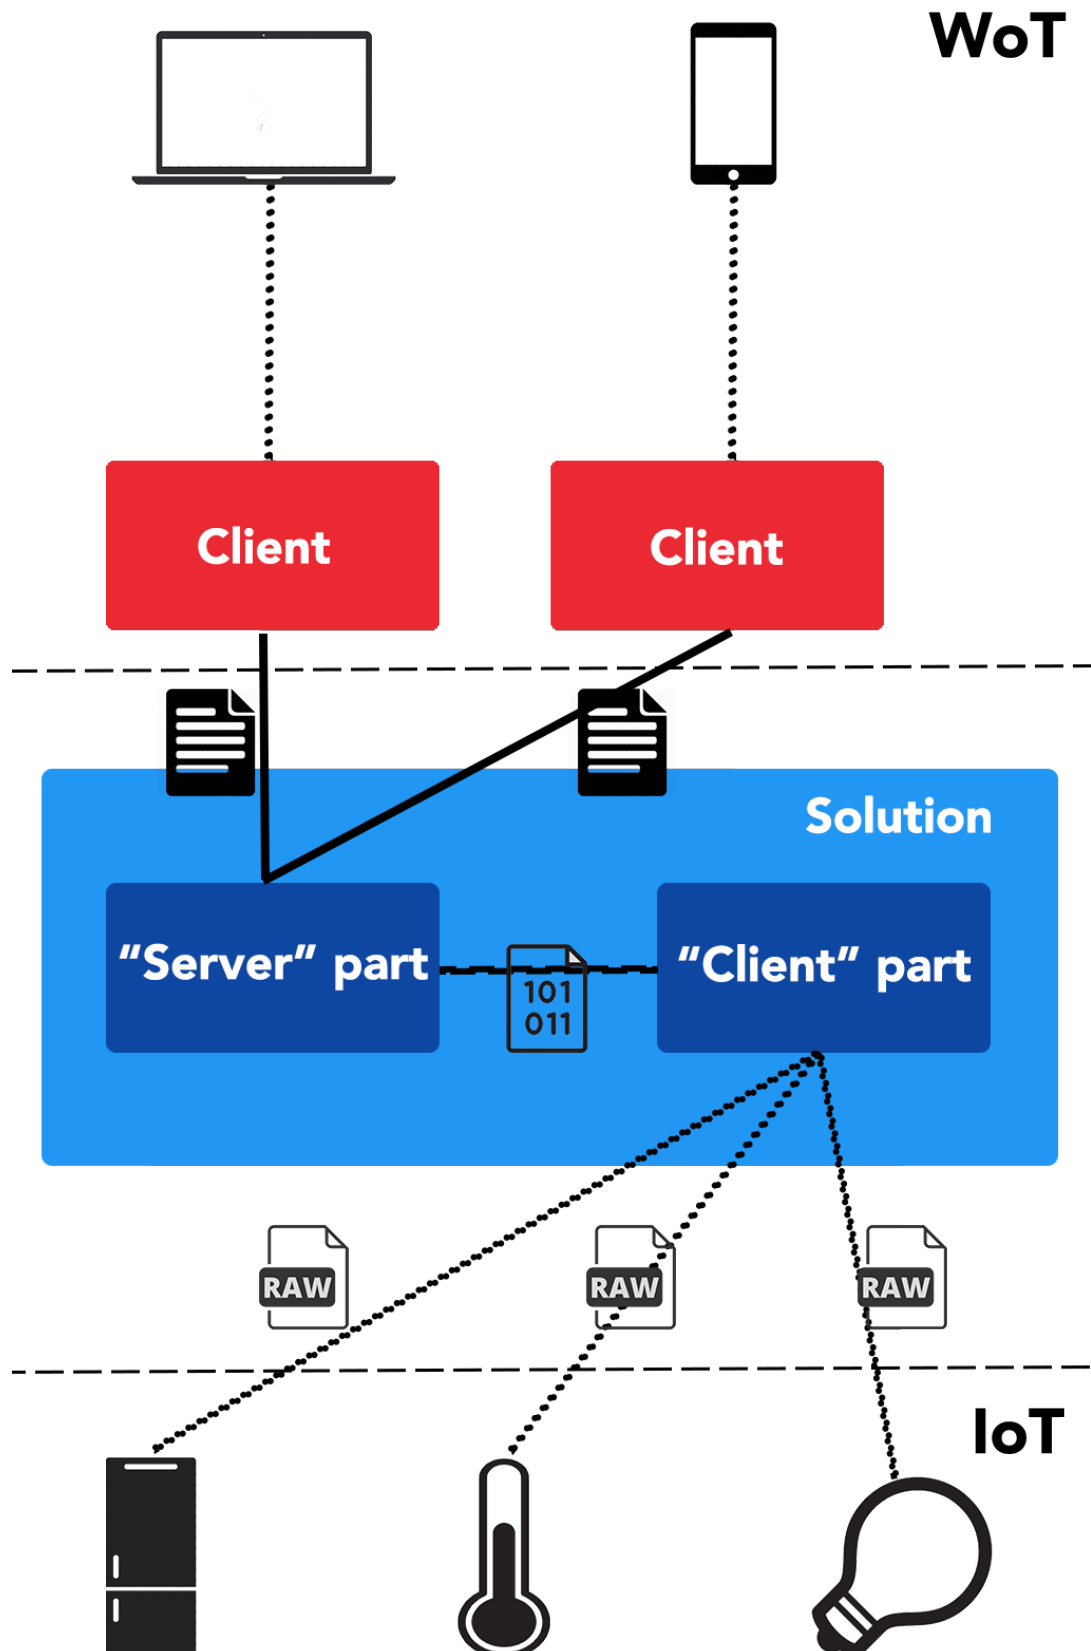 WoT
Client
Client
Solution
“Server” part
“Client” part
101
011
RAW
RAW
RAW
IoT